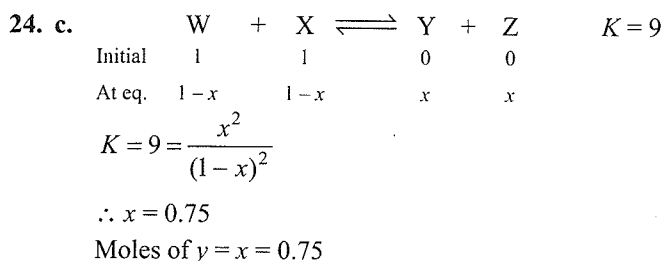 24. c. W + X ⇌ Y + Z K = 9
Initial 1 1 0 0
At eq. 1 – x 1 – x x x
K = 9 = x² / (1 – x)²
∴ x = 0.75
Moles of y = x = 0.75